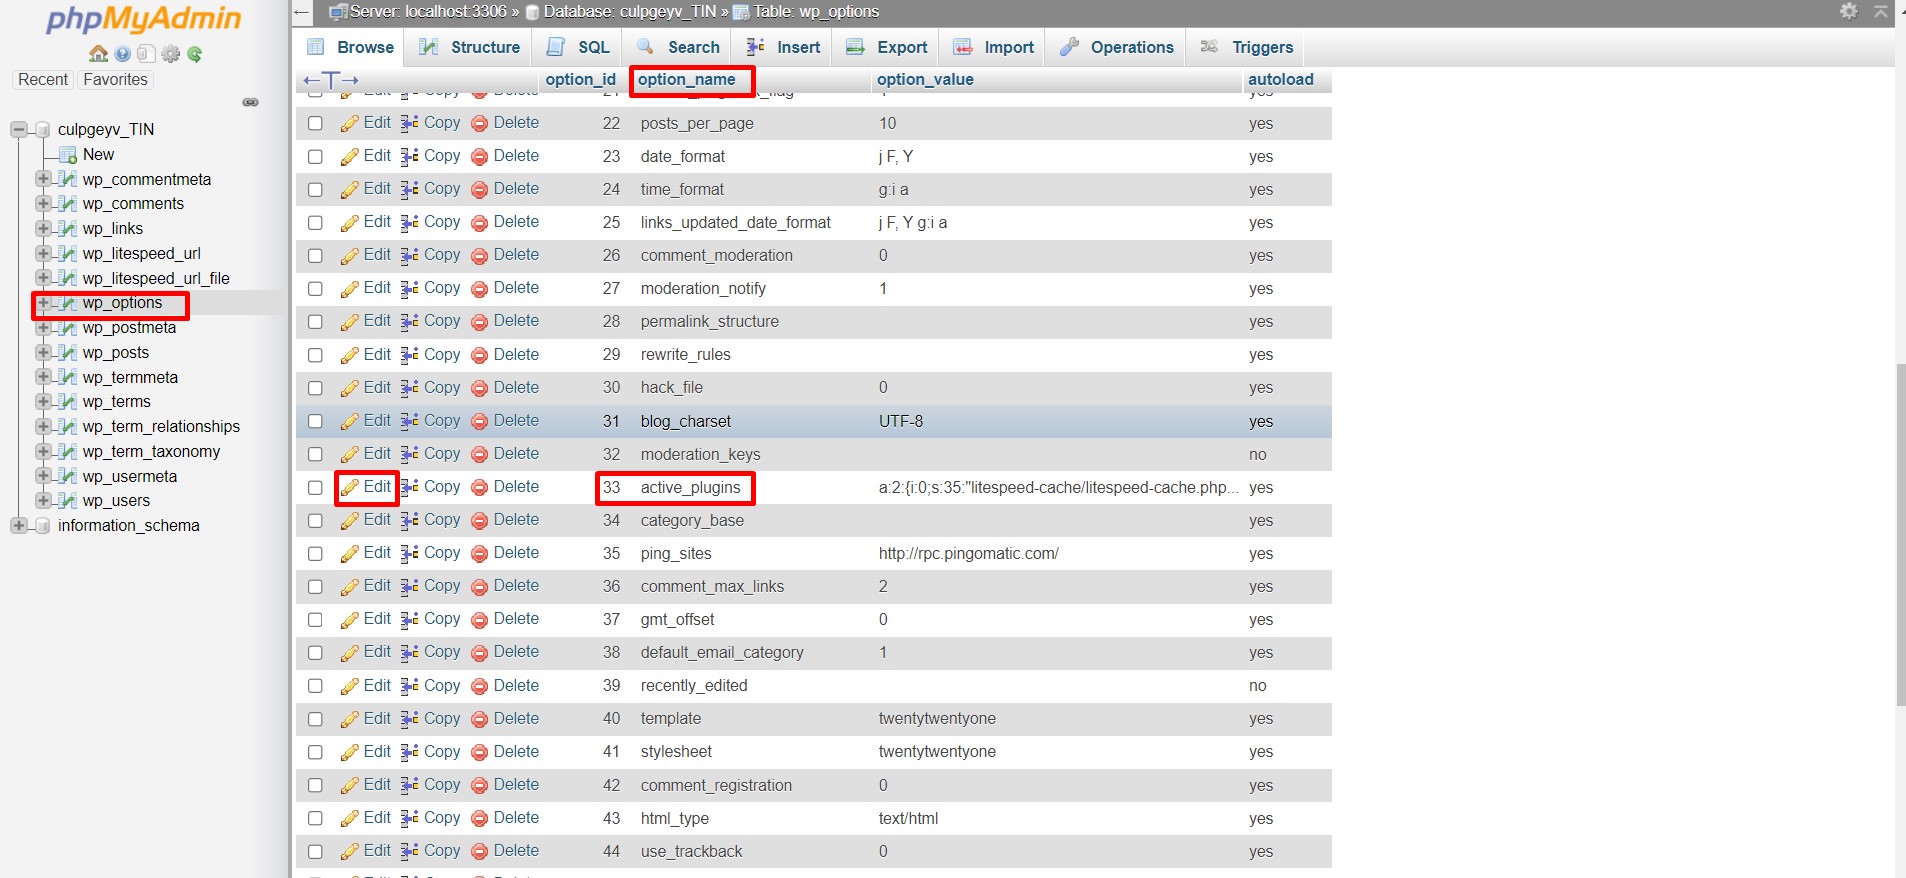 phpMyAdmin
Recent Favorites
culpgeyv_TIN
New
wp_commentmeta
wp_comments
wp_links
wp_litespeed_url
wp_litespeed_url_file
wp_options
wp_postmeta
wp_posts
wp_termmeta
wp_terms
wp_term_relationships
wp_term_taxonomy
wp_usermeta
wp_users
information_schema
Server: localhost:3306 » Database: culpgeyv_TIN » Table: wp_options
Browse Structure SQL Search Insert Export Import Operations Triggers
option_id option_name option_value autoload
Edit Copy Delete 22 posts_per_page 10 yes
Edit Copy Delete 23 date_format j F, Y yes
Edit Copy Delete 24 time_format g:i a yes
Edit Copy Delete 25 links_updated_date_format j F, Y g:i a yes
Edit Copy Delete 26 comment_moderation 0 yes
Edit Copy Delete 27 moderation_notify 1 yes
Edit Copy Delete 28 permalink_structure yes
Edit Copy Delete 29 rewrite_rules yes
Edit Copy Delete 30 hack_file 0 yes
Edit Copy Delete 31 blog_charset UTF-8 yes
Edit Copy Delete 32 moderation_keys no
Edit Copy Delete 33 active_plugins a:2:{i:0;s:35:"litespeed-cache/litespeed-cache.php... yes
Edit Copy Delete 34 category_base yes
Edit Copy Delete 35 ping_sites http://rpc.pingomatic.com/ yes
Edit Copy Delete 36 comment_max_links 2 yes
Edit Copy Delete 37 gmt_offset 0 yes
Edit Copy Delete 38 default_email_category 1 yes
Edit Copy Delete 39 recently_edited no
Edit Copy Delete 40 template twentytwentyone yes
Edit Copy Delete 41 stylesheet twentytwentyone yes
Edit Copy Delete 42 comment_registration 0 yes
Edit Copy Delete 43 html_type text/html yes
Edit Copy Delete 44 use_trackback 0 yes